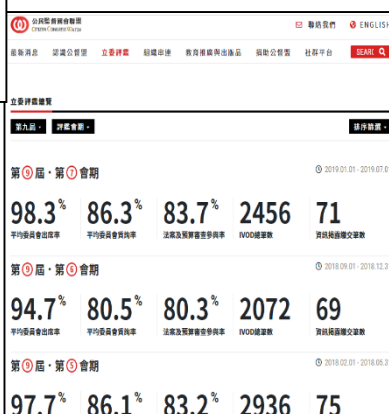 公民監督國會聯盟
Citizen Congress Watch
聯絡我們 ENGLISH
最新消息 認識公督盟 立委評鑑 組織串連 教育推廣與出版品 捐助公督盟 社群平台 SEARC
立委評鑑總覽
第九屆 評鑑會期 排序篩選
第9屆・第7會期 2019.01.01 - 2019.07.0
98.3% 86.3% 83.7% 2456 71
平均委員會出席率 平均委員會質詢率 法案及預算審查參與率 IVOD總筆數 資訊揭露繳交筆數
第9屆・第6會期 2018.09.01 - 2018.12.3
94.7% 80.5% 80.3% 2072 69
平均委員會出席率 平均委員會質詢率 法案及預算審查參與率 IVOD總筆數 資訊揭露繳交筆數
第9屆・第5會期 2018.02.01 - 2018.05.3
97.7% 86.1% 83.2% 2936 75